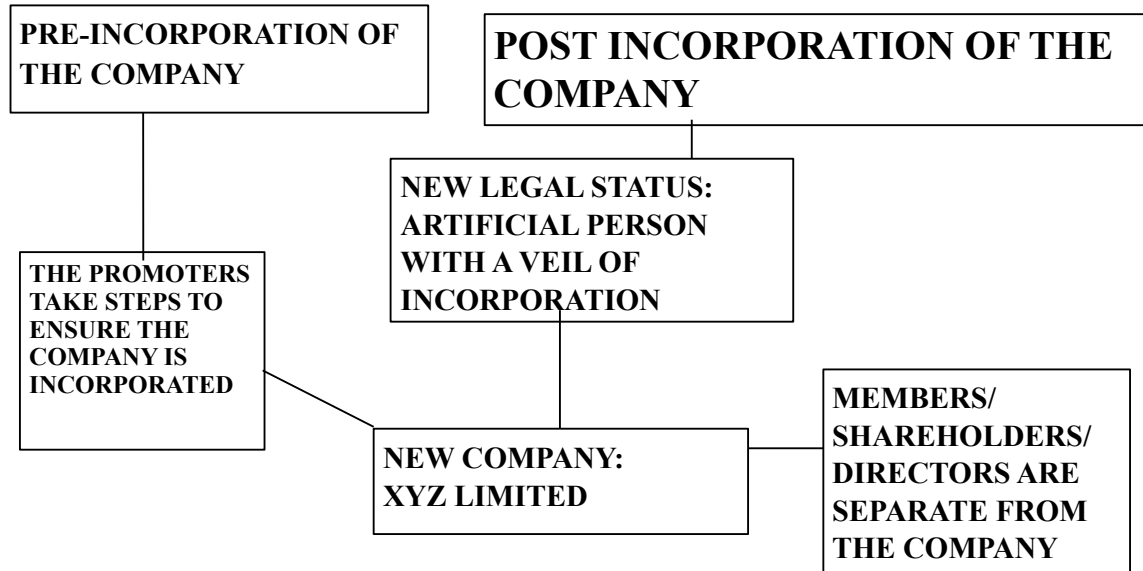 PRE-INCORPORATION OF
THE COMPANY
POST INCORPORATION OF THE
COMPANY
NEW LEGAL STATUS:
ARTIFICIAL PERSON
WITH A VEIL OF
INCORPORATION
THE PROMOTERS
TAKE STEPS TO
ENSURE THE
COMPANY IS
INCORPORATED
NEW COMPANY:
XYZ LIMITED
MEMBERS/
SHAREHOLDERS/
DIRECTORS ARE
SEPARATE FROM
THE COMPANY